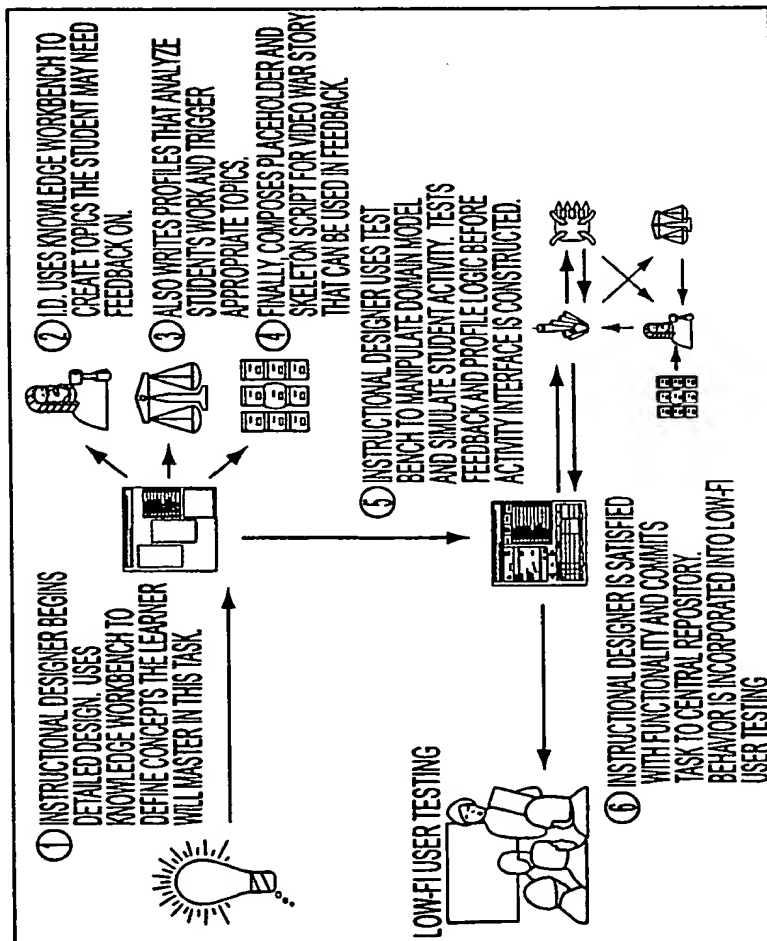 ① INSTRUCTIONAL DESIGNER BEGINS
DETAILED DESIGN. USES
KNOWLEDGE WORKBENCH TO
DEFINE CONCEPTS THE LEARNER
WILL MASTER IN THIS TASK.
② I.D. USES KNOWLEDGE WORKBENCH TO
CREATE TOPICS THE STUDENT MAY NEED
FEEDBACK ON.
③ ALSO WRITES PROFILES THAT ANALYZE
STUDENTS WORK AND TRIGGER
APPROPRIATE TOPICS.
④ FINALLY, COMPOSES PLACEHOLDER AND
SKELETON SCRIPT FOR VIDEO WAR STORY
THAT CAN BE USED IN FEEDBACK.
⑤ INSTRUCTIONAL DESIGNER USES TEST
BENCH TO MANIPULATE DOMAIN MODEL
AND SIMULATE STUDENT ACTIVITY. TESTS
FEEDBACK AND PROFILE LOGIC BEFORE
ACTIVITY INTERFACE IS CONSTRUCTED.
LOW-FI USER TESTING
⑥ INSTRUCTIONAL DESIGNER IS SATISFIED
WITH FUNCTIONALITY AND COMMITS
TASK TO CENTRAL REPOSITORY.
BEHAVIOR IS INCORPORATED INTO LOW-FI
USER TESTING